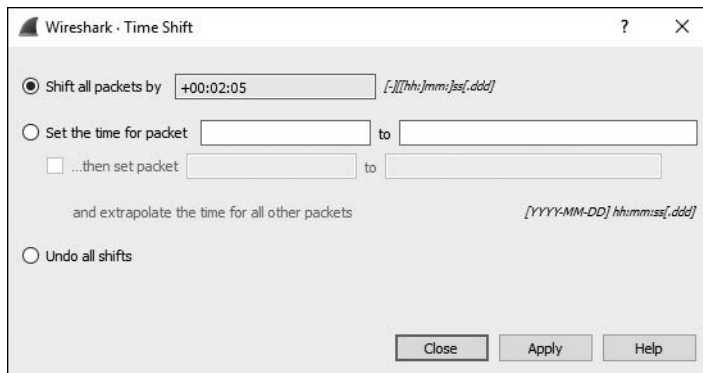 Wireshark · Time Shift ? X
Shift all packets by +00:02:05 [-][[hh:]mm:]ss[.ddd]
Set the time for packet to
...then set packet to
and extrapolate the time for all other packets [YYYY-MM-DD] hh:mm:ss[.ddd]
Undo all shifts
Close Apply Help